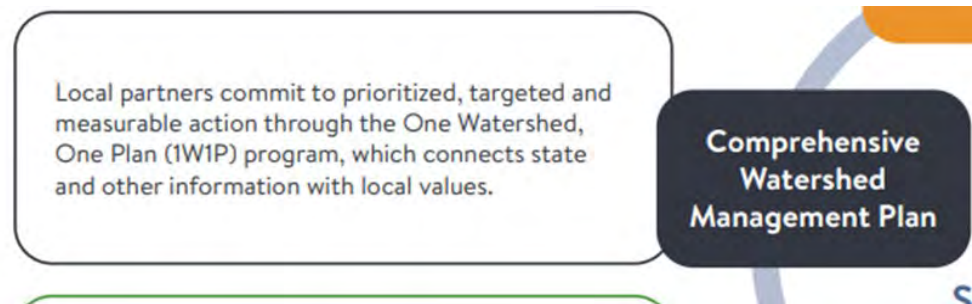 Local partners commit to prioritized, targeted and
measurable action through the One Watershed,
One Plan (1W1P) program, which connects state
and other information with local values.
Comprehensive
Watershed
Management Plan